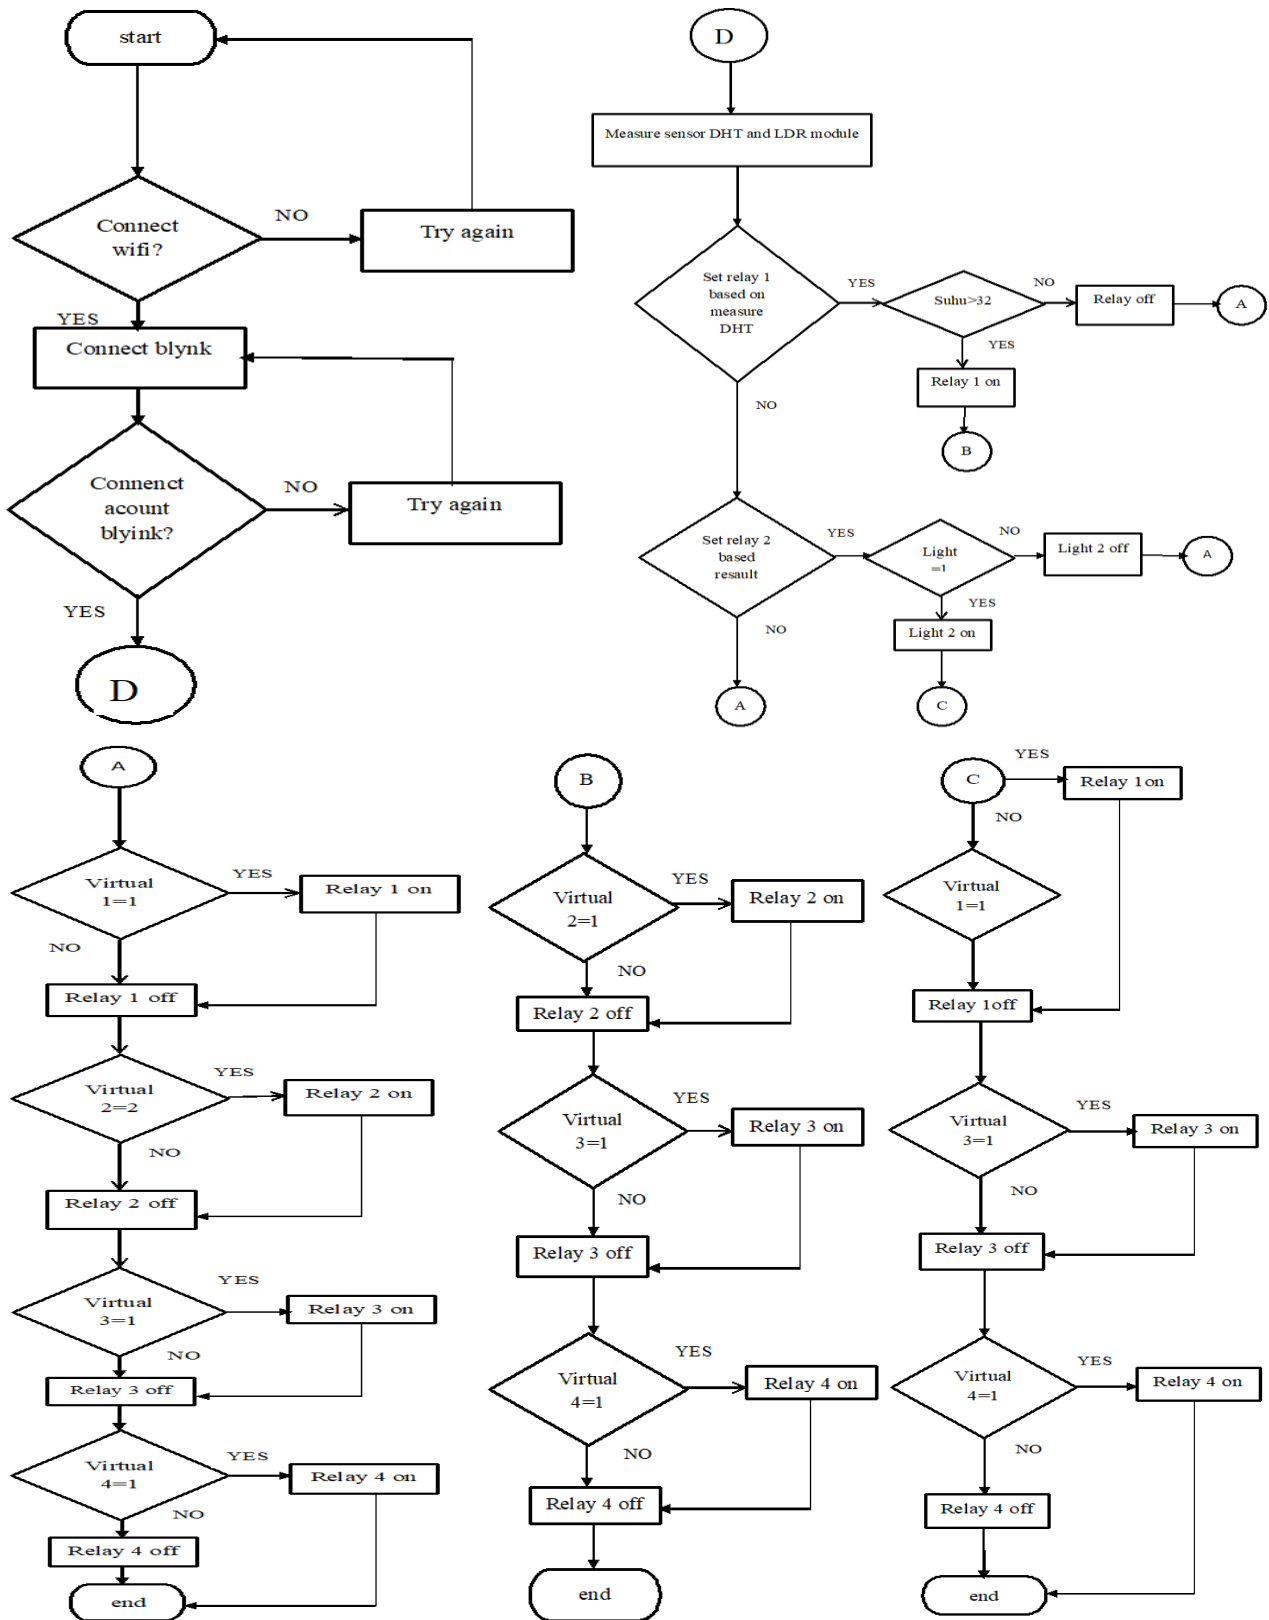 start
Connect
wifi?
NO
Try again
YES
Connect blynk
Connenct
acount
blyink?
NO
Try again
YES
D
D
Measure sensor DHT and LDR module
Set relay 1
based on
measure
DHT
YES
Suhu>32
NO
Relay off
A
YES
Relay 1 on
B
NO
Set relay 2
based
resault
YES
Light
=1
NO
Light 2 off
A
YES
Light 2 on
C
NO
A
A
Virtual
1=1
YES
Relay 1 on
NO
Relay 1 off
Virtual
2=2
YES
Relay 2 on
NO
Relay 2 off
Virtual
3=1
YES
Relay 3 on
NO
Relay 3 off
Virtual
4=1
YES
Relay 4 on
NO
Relay 4 off
end
B
Virtual
2=1
YES
Relay 2 on
NO
Relay 2 off
Virtual
3=1
YES
Relay 3 on
NO
Relay 3 off
Virtual
4=1
YES
Relay 4 on
NO
Relay 4 off
end
C
YES
Relay 1on
NO
Virtual
1=1
Relay 1off
Virtual
3=1
YES
Relay 3 on
NO
Relay 3 off
Virtual
4=1
YES
Relay 4 on
NO
Relay 4 off
end